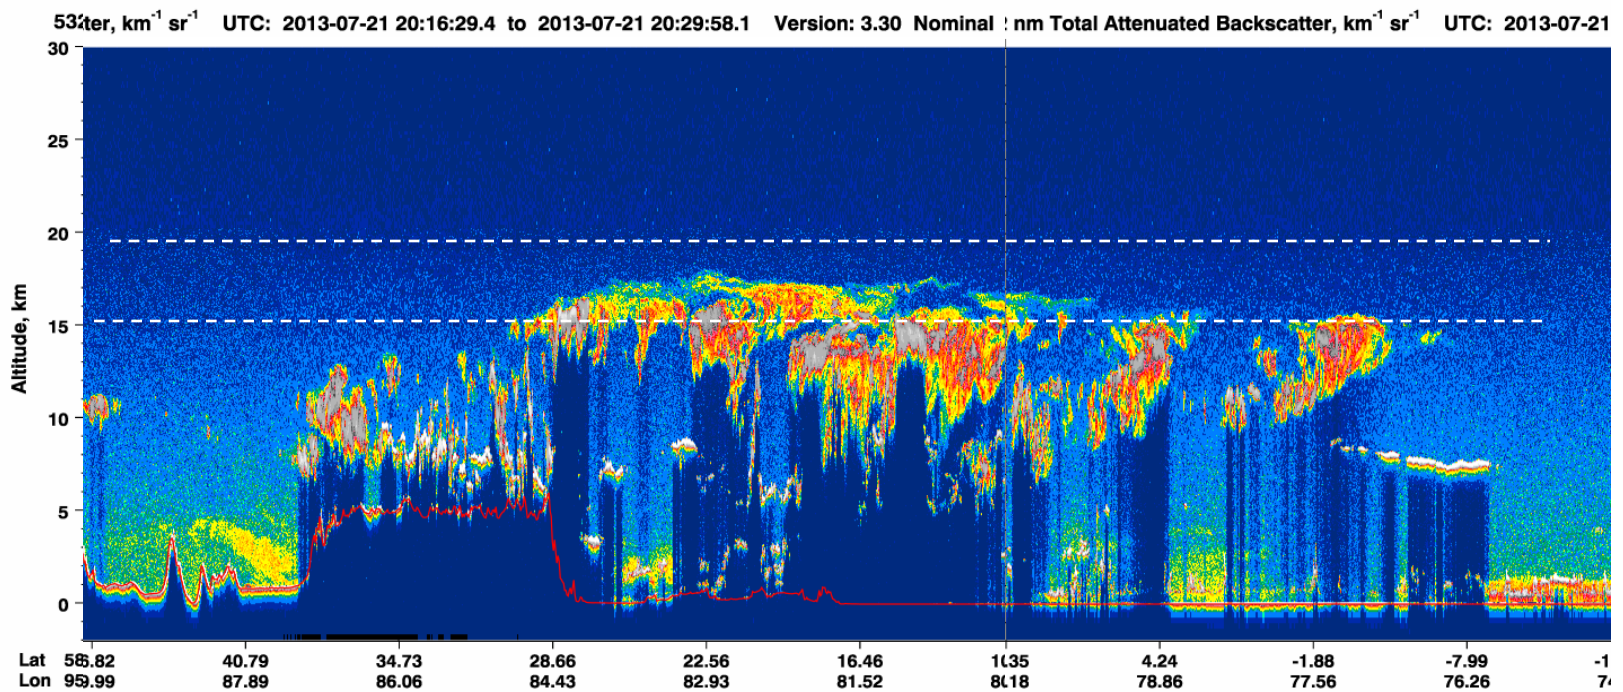 532ter, km-1 sr-1 UTC: 2013-07-21 20:16:29.4 to 2013-07-21 20:29:58.1 Version: 3.30 Nominal nm Total Attenuated Backscatter, km-1 sr-1 UTC: 2013-07-21
30
25
20
15
10
5
0
Altitude, km
Lat 40.79 34.73 28.66 22.56 16.46 4.24 -1.88 -7.99
Lon 87.89 86.06 84.43 82.93 81.52 78.86 77.56 76.26